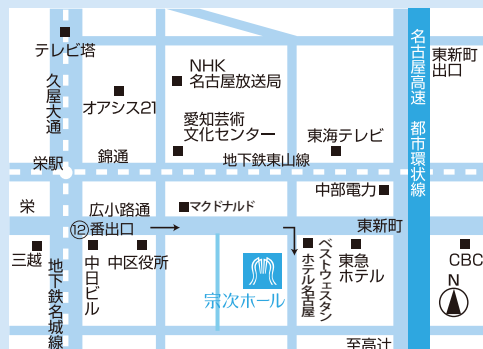 テレビ塔
久屋大通
オアシス21
NHK
名古屋放送局
愛知芸術
文化センター
東海テレビ
名古屋高速 都市環状線
東新町
出口
栄駅
錦通
地下鉄東山線
中部電力
栄
広小路通
マクドナルド
⑫番出口
東新町
三越
地下鉄名城線
中日ビル
中区役所
宗次ホール
ベストウェスタン
ホテル名古屋
東急
ホテル
CBC
N
至高辻